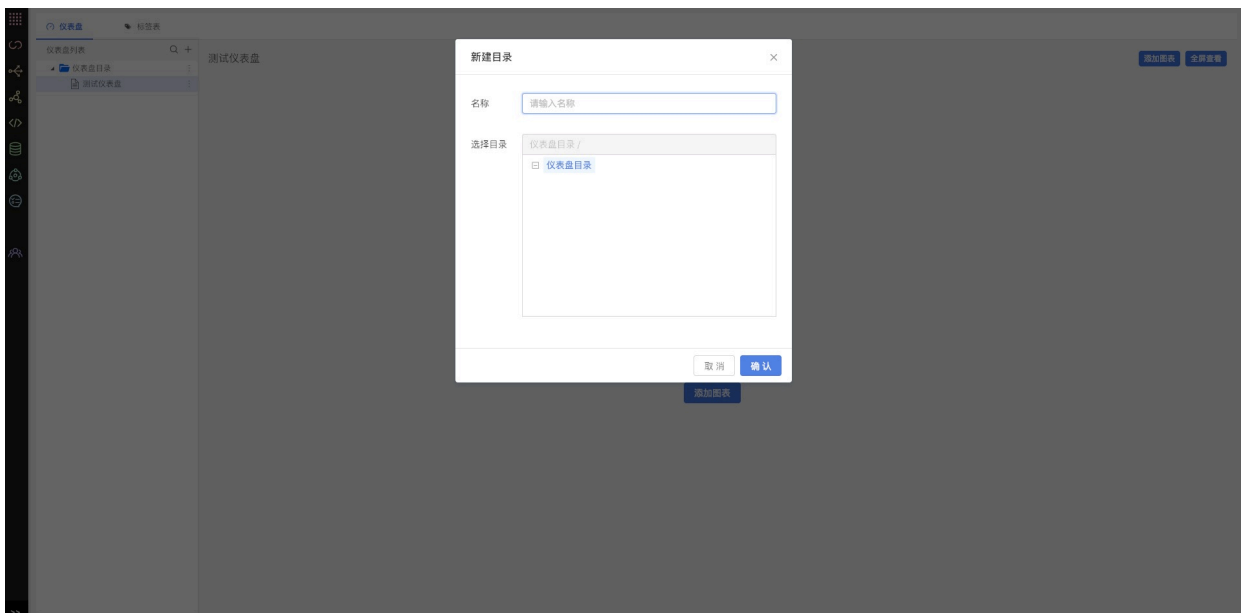 仪表盘
标签表
仪表盘列表
仪表盘目录
测试仪表盘
测试仪表盘
添加图表
全屏查看
新建目录
名称
请输入名称
选择目录
仪表盘目录 /
仪表盘目录
取消
确认
添加图表